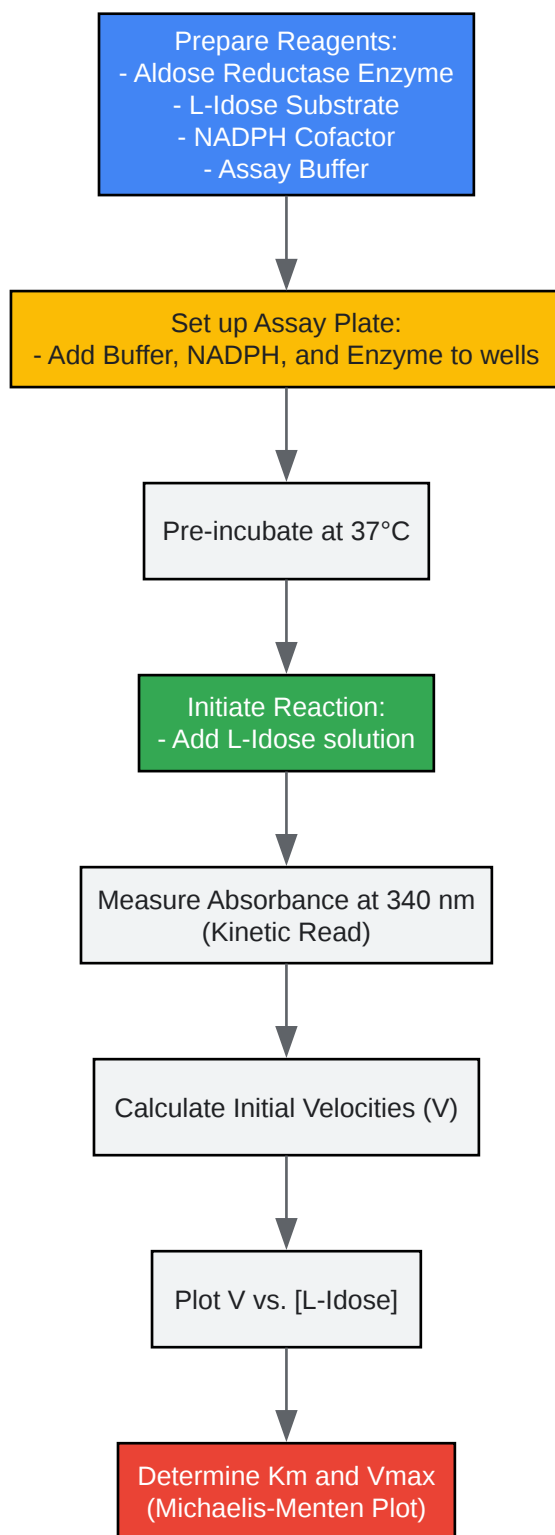 Prepare Reagents:
- Aldose Reductase Enzyme
- L-Idose Substrate
- NADPH Cofactor
- Assay Buffer
Set up Assay Plate:
- Add Buffer, NADPH, and Enzyme to wells
Pre-incubate at 37°C
Initiate Reaction:
- Add L-Idose solution
Measure Absorbance at 340 nm
(Kinetic Read)
Calculate Initial Velocities (V)
Plot V vs. [L-Idose]
Determine Km and Vmax
(Michaelis-Menten Plot)